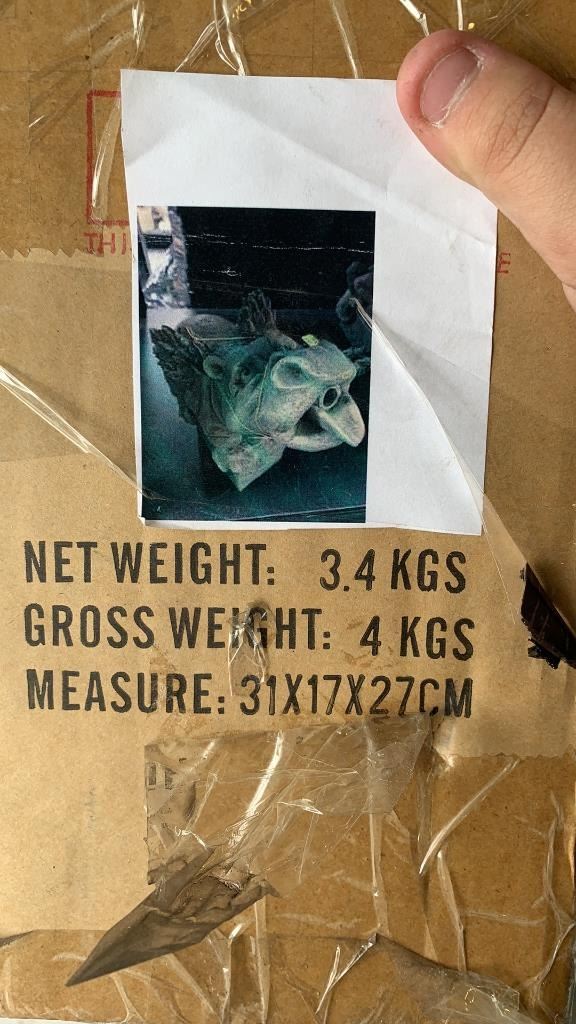 NET WEIGHT: 3.4 KGS
GROSS WEIGHT: 4 KGS
MEASURE: 31X17X27CM